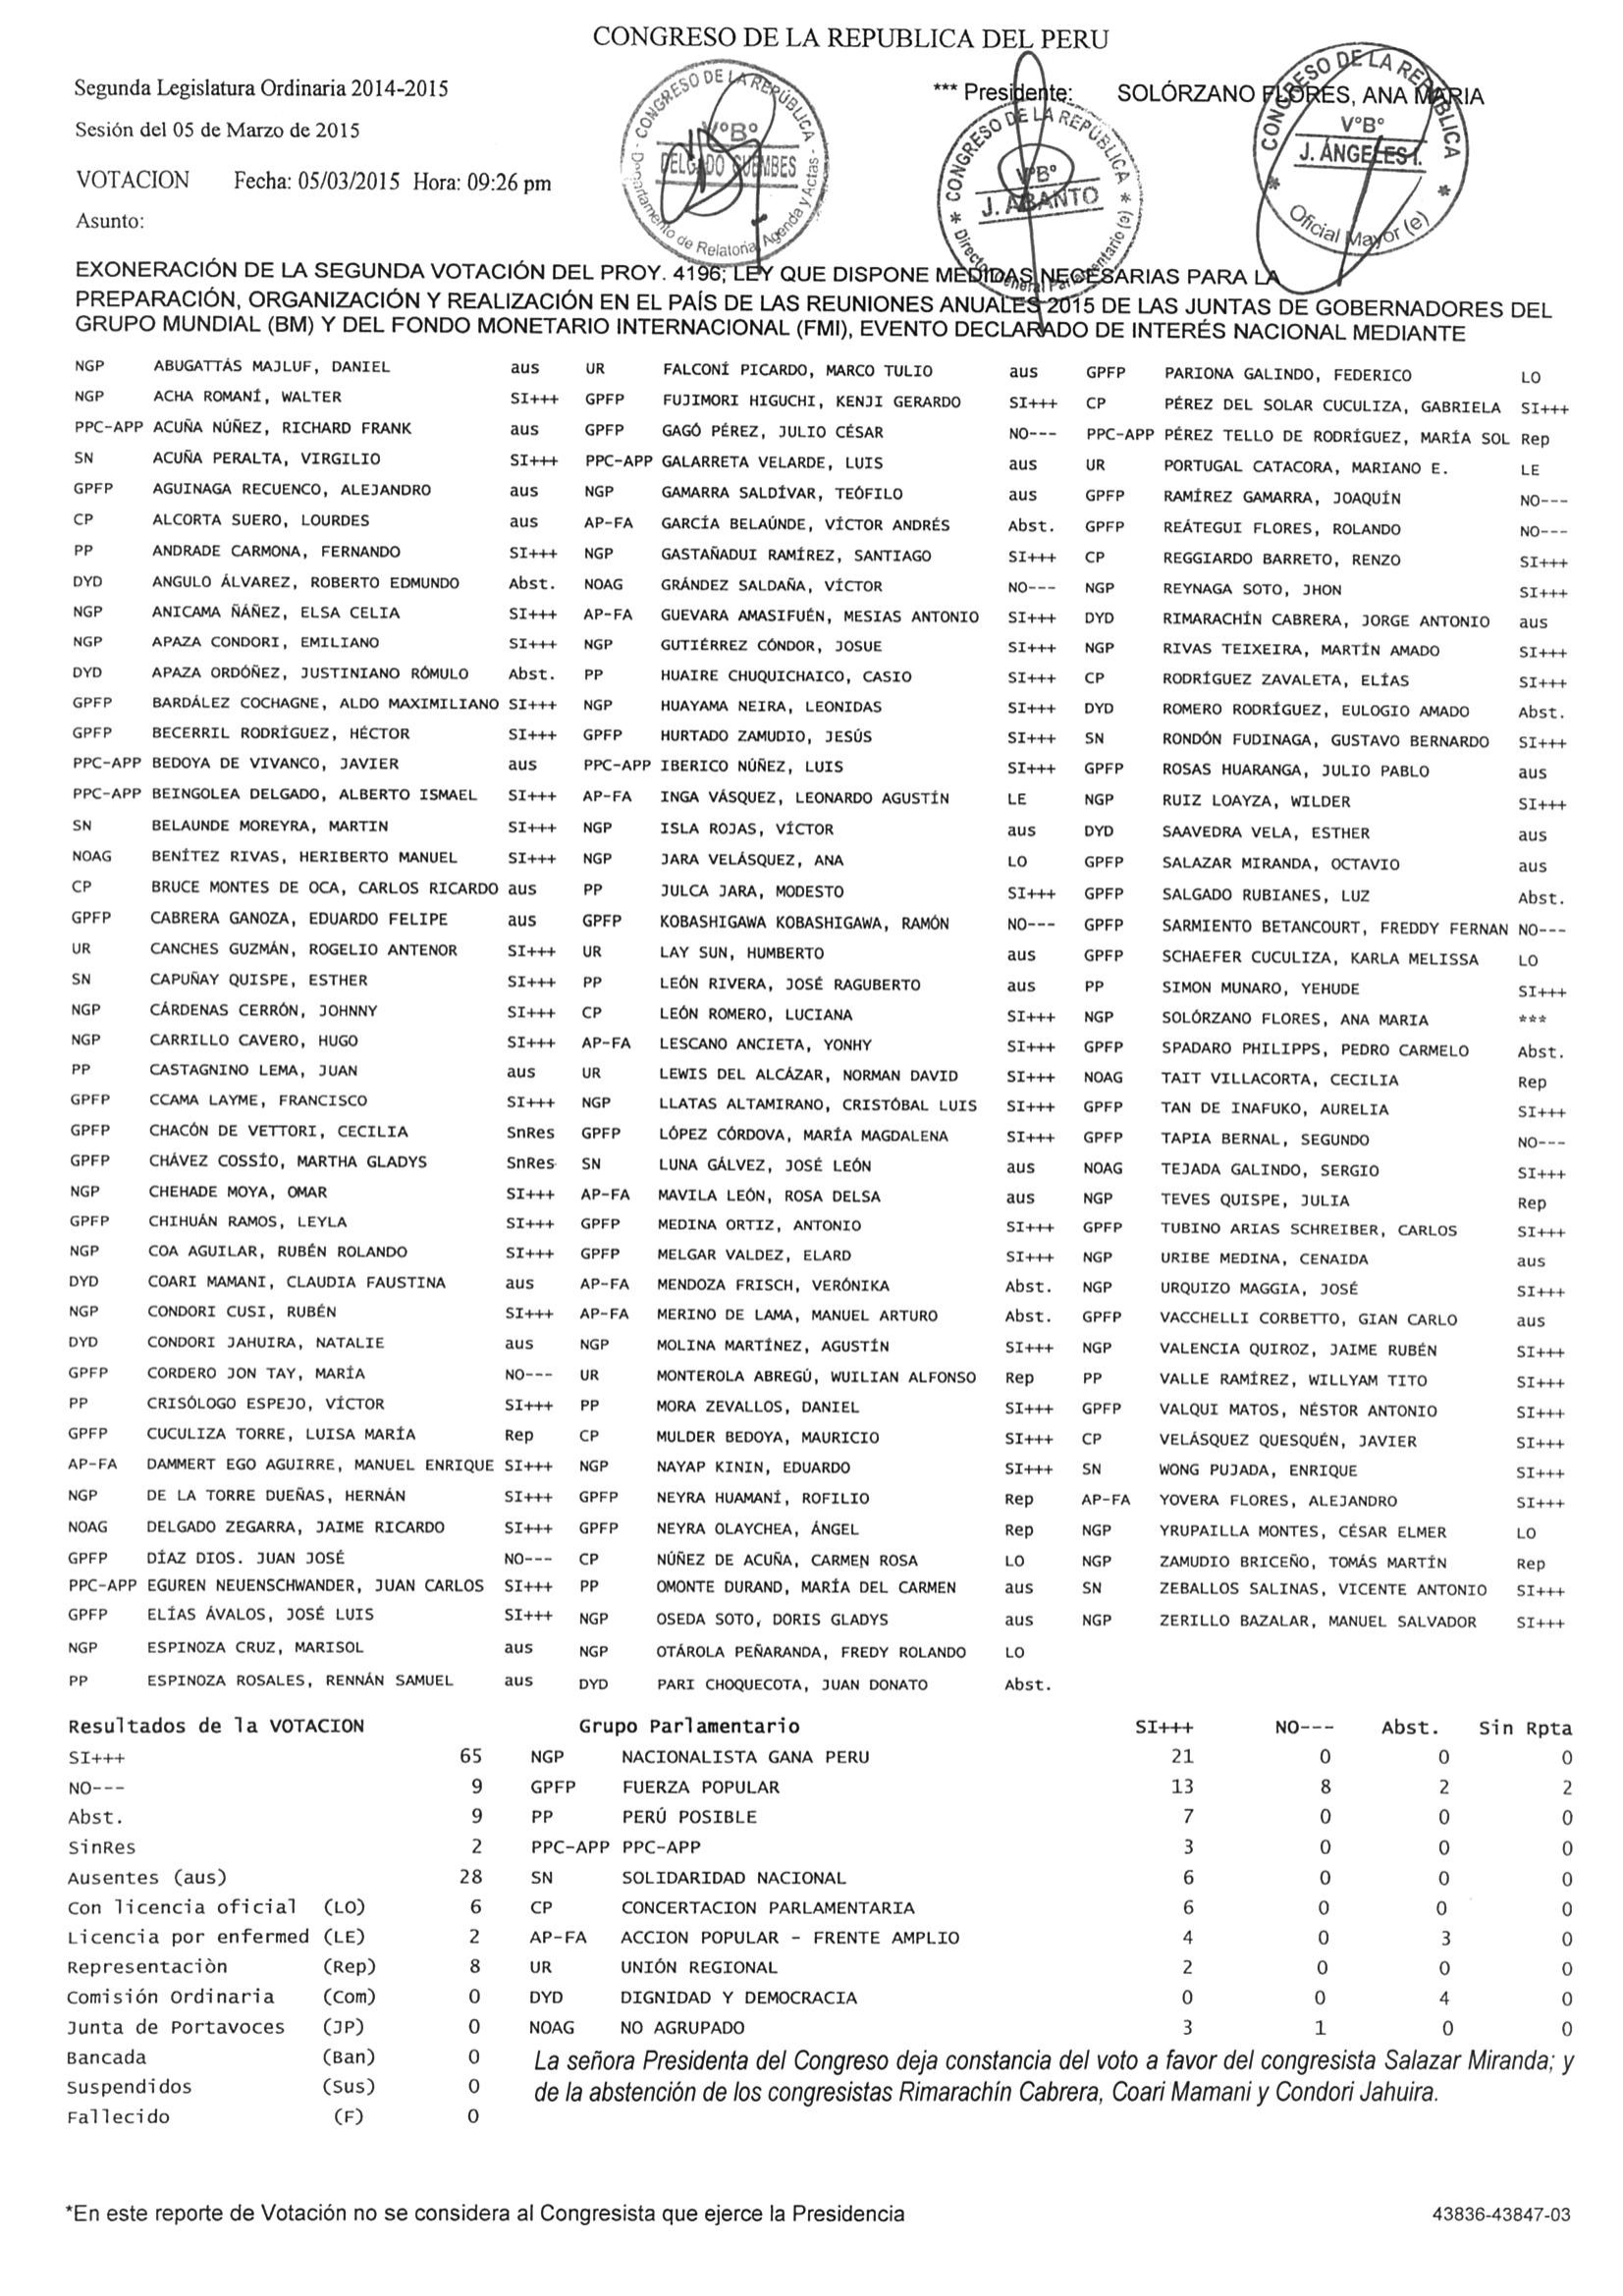 CONGRESO DE LA REPUBLICA DEL PERU
Segunda Legislatura Ordinaria 2014-2015
*** Presidente: SOLÓRZANO FLORES, ANA MARIA
Sesión del 05 de Marzo de 2015
VOTACION Fecha: 05/03/2015 Hora: 09:26 pm
Asunto:
CONGRESO DE LA REPÚBLICA
V°B°
DELGADO GUEMBES
Departamento de Relatoria, Agenda y Actas
CONGRESO DE LA REPÚBLICA
V°B°
J. ABANTO
Director General Parlamentario (e)
CONGRESO DE LA REPÚBLICA
V°B°
J. ÁNGELES I.
Oficial Mayor (e)
EXONERACIÓN DE LA SEGUNDA VOTACIÓN DEL PROY. 4196; LEY QUE DISPONE MEDIDAS NECESARIAS PARA LA
PREPARACIÓN, ORGANIZACIÓN Y REALIZACIÓN EN EL PAÍS DE LAS REUNIONES ANUALES 2015 DE LAS JUNTAS DE GOBERNADORES DEL
GRUPO MUNDIAL (BM) Y DEL FONDO MONETARIO INTERNACIONAL (FMI), EVENTO DECLARADO DE INTERÉS NACIONAL MEDIANTE
NGP ABUGATTÁS MAJLUF, DANIEL aus UR FALCONÍ PICARDO, MARCO TULIO aus GPFP PARIONA GALINDO, FEDERICO LO
NGP ACHA ROMANÍ, WALTER SI+++ GPFP FUJIMORI HIGUCHI, KENJI GERARDO SI+++ CP PÉREZ DEL SOLAR CUCULIZA, GABRIELA SI+++
PPC-APP ACUÑA NÚÑEZ, RICHARD FRANK aus GPFP GAGÓ PÉREZ, JULIO CÉSAR NO--- PPC-APP PÉREZ TELLO DE RODRÍGUEZ, MARÍA SOL Rep
SN ACUÑA PERALTA, VIRGILIO SI+++ PPC-APP GALARRETA VELARDE, LUIS aus UR PORTUGAL CATACORA, MARIANO E. LE
GPFP AGUINAGA RECUENCO, ALEJANDRO aus NGP GAMARRA SALDÍVAR, TEÓFILO aus GPFP RAMÍREZ GAMARRA, JOAQUÍN NO---
CP ALCORTA SUERO, LOURDES aus AP-FA GARCÍA BELAÚNDE, VÍCTOR ANDRÉS Abst. GPFP REÁTEGUI FLORES, ROLANDO NO---
PP ANDRADE CARMONA, FERNANDO SI+++ NGP GASTAÑADUI RAMÍREZ, SANTIAGO SI+++ CP REGGIARDO BARRETO, RENZO SI+++
DYD ANGULO ÁLVAREZ, ROBERTO EDMUNDO Abst. NOAG GRÁNDEZ SALDAÑA, VÍCTOR NO--- NGP REYNAGA SOTO, JHON SI+++
NGP ANICAMA ÑÁÑEZ, ELSA CELIA SI+++ AP-FA GUEVARA AMASIFUÉN, MESIAS ANTONIO SI+++ DYD RIMARACHÍN CABRERA, JORGE ANTONIO aus
NGP APAZA CONDORI, EMILIANO SI+++ NGP GUTIÉRREZ CÓNDOR, JOSUE SI+++ NGP RIVAS TEIXEIRA, MARTÍN AMADO SI+++
DYD APAZA ORDÓÑEZ, JUSTINIANO RÓMULO Abst. PP HUAIRE CHUQUICHAICO, CASIO SI+++ CP RODRÍGUEZ ZAVALETA, ELÍAS SI+++
GPFP BARDÁLEZ COCHAGNE, ALDO MAXIMILIANO SI+++ NGP HUAYAMA NEIRA, LEONIDAS SI+++ DYD ROMERO RODRÍGUEZ, EULOGIO AMADO Abst.
GPFP BECERRIL RODRÍGUEZ, HÉCTOR SI+++ GPFP HURTADO ZAMUDIO, JESÚS SI+++ SN RONDÓN FUDINAGA, GUSTAVO BERNARDO SI+++
PPC-APP BEDOYA DE VIVANCO, JAVIER aus PPC-APP IBERICO NÚÑEZ, LUIS SI+++ GPFP ROSAS HUARANGA, JULIO PABLO aus
PPC-APP BEINGOLEA DELGADO, ALBERTO ISMAEL SI+++ AP-FA INGA VÁSQUEZ, LEONARDO AGUSTÍN LE NGP RUIZ LOAYZA, WILDER SI+++
SN BELAUNDE MOREYRA, MARTIN SI+++ NGP ISLA ROJAS, VÍCTOR aus DYD SAAVEDRA VELA, ESTHER aus
NOAG BENÍTEZ RIVAS, HERIBERTO MANUEL SI+++ NGP JARA VELÁSQUEZ, ANA LO GPFP SALAZAR MIRANDA, OCTAVIO aus
CP BRUCE MONTES DE OCA, CARLOS RICARDO aus PP JULCA JARA, MODESTO SI+++ GPFP SALGADO RUBIANES, LUZ Abst.
GPFP CABRERA GANOZA, EDUARDO FELIPE aus GPFP KOBASHIGAWA KOBASHIGAWA, RAMÓN NO--- GPFP SARMIENTO BETANCOURT, FREDDY FERNAN NO---
UR CANCHES GUZMÁN, ROGELIO ANTENOR SI+++ UR LAY SUN, HUMBERTO aus GPFP SCHAEFER CUCULIZA, KARLA MELISSA LO
SN CAPUÑAY QUISPE, ESTHER SI+++ PP LEÓN RIVERA, JOSÉ RAGUBERTO aus PP SIMON MUNARO, YEHUDE SI+++
NGP CÁRDENAS CERRÓN, JOHNNY SI+++ CP LEÓN ROMERO, LUCIANA SI+++ NGP SOLÓRZANO FLORES, ANA MARIA ***
NGP CARRILLO CAVERO, HUGO SI+++ AP-FA LESCANO ANCIETA, YONHY SI+++ GPFP SPADARO PHILIPPS, PEDRO CARMELO Abst.
PP CASTAGNINO LEMA, JUAN aus UR LEWIS DEL ALCÁZAR, NORMAN DAVID SI+++ NOAG TAIT VILLACORTA, CECILIA Rep
GPFP CCAMA LAYME, FRANCISCO SI+++ NGP LLATAS ALTAMIRANO, CRISTÓBAL LUIS SI+++ GPFP TAN DE INAFUKO, AURELIA SI+++
GPFP CHACÓN DE VETTORI, CECILIA SnRes GPFP LÓPEZ CÓRDOVA, MARÍA MAGDALENA SI+++ GPFP TAPIA BERNAL, SEGUNDO NO---
GPFP CHÁVEZ COSSÍO, MARTHA GLADYS SnRes SN LUNA GÁLVEZ, JOSÉ LEÓN aus NOAG TEJADA GALINDO, SERGIO SI+++
NGP CHEHADE MOYA, OMAR SI+++ AP-FA MAVILA LEÓN, ROSA DELSA aus NGP TEVES QUISPE, JULIA Rep
GPFP CHIHUÁN RAMOS, LEYLA SI+++ GPFP MEDINA ORTIZ, ANTONIO SI+++ GPFP TUBINO ARIAS SCHREIBER, CARLOS SI+++
NGP COA AGUILAR, RUBÉN ROLANDO SI+++ GPFP MELGAR VALDEZ, ELARD SI+++ NGP URIBE MEDINA, CENAIDA aus
DYD COARI MAMANI, CLAUDIA FAUSTINA aus AP-FA MENDOZA FRISCH, VERÓNIKA Abst. NGP URQUIZO MAGGIA, JOSÉ SI+++
NGP CONDORI CUSI, RUBÉN SI+++ AP-FA MERINO DE LAMA, MANUEL ARTURO Abst. GPFP VACCHELLI CORBETTO, GIAN CARLO aus
DYD CONDORI JAHUIRA, NATALIE aus NGP MOLINA MARTÍNEZ, AGUSTÍN SI+++ NGP VALENCIA QUIROZ, JAIME RUBÉN SI+++
GPFP CORDERO JON TAY, MARÍA NO--- UR MONTEROLA ABREGÚ, WUILIAN ALFONSO Rep PP VALLE RAMÍREZ, WILLYAM TITO SI+++
PP CRISÓLOGO ESPEJO, VÍCTOR SI+++ PP MORA ZEVALLOS, DANIEL SI+++ GPFP VALQUI MATOS, NÉSTOR ANTONIO SI+++
GPFP CUCULIZA TORRE, LUISA MARÍA Rep CP MULDER BEDOYA, MAURICIO SI+++ CP VELÁSQUEZ QUESQUÉN, JAVIER SI+++
AP-FA DAMMERT EGO AGUIRRE, MANUEL ENRIQUE SI+++ NGP NAYAP KININ, EDUARDO SI+++ SN WONG PUJADA, ENRIQUE SI+++
NGP DE LA TORRE DUEÑAS, HERNÁN SI+++ GPFP NEYRA HUAMANÍ, ROFILIO Rep AP-FA YOVERA FLORES, ALEJANDRO SI+++
NOAG DELGADO ZEGARRA, JAIME RICARDO SI+++ GPFP NEYRA OLAYCHEA, ÁNGEL Rep NGP YRUPAILLA MONTES, CÉSAR ELMER LO
GPFP DÍAZ DIOS. JUAN JOSÉ NO--- CP NÚÑEZ DE ACUÑA, CARMEN ROSA LO NGP ZAMUDIO BRICEÑO, TOMÁS MARTÍN Rep
PPC-APP EGUREN NEUENSCHWANDER, JUAN CARLOS SI+++ PP OMONTE DURAND, MARÍA DEL CARMEN aus SN ZEBALLOS SALINAS, VICENTE ANTONIO SI+++
GPFP ELÍAS ÁVALOS, JOSÉ LUIS SI+++ NGP OSEDA SOTO, DORIS GLADYS aus NGP ZERILLO BAZALAR, MANUEL SALVADOR SI+++
NGP ESPINOZA CRUZ, MARISOL aus NGP OTÁROLA PEÑARANDA, FREDY ROLANDO LO
PP ESPINOZA ROSALES, RENNÁN SAMUEL aus DYD PARI CHOQUECOTA, JUAN DONATO Abst.
Resultados de la VOTACION Grupo Parlamentario SI+++ NO--- Abst. Sin Rpta
SI+++ 65 NGP NACIONALISTA GANA PERU 21 0 0 0
NO--- 9 GPFP FUERZA POPULAR 13 8 2 2
Abst. 9 PP PERÚ POSIBLE 7 0 0 0
SinRes 2 PPC-APP PPC-APP 3 0 0 0
Ausentes (aus) 28 SN SOLIDARIDAD NACIONAL 6 0 0 0
Con licencia oficial (LO) 6 CP CONCERTACION PARLAMENTARIA 6 0 0 0
Licencia por enfermed (LE) 2 AP-FA ACCION POPULAR - FRENTE AMPLIO 4 0 3 0
Representaciòn (Rep) 8 UR UNIÓN REGIONAL 2 0 0 0
Comisión Ordinaria (Com) 0 DYD DIGNIDAD Y DEMOCRACIA 0 0 4 0
Junta de Portavoces (JP) 0 NOAG NO AGRUPADO 3 1 0 0
Bancada (Ban) 0 La señora Presidenta del Congreso deja constancia del voto a favor del congresista Salazar Miranda; y
Suspendidos (Sus) 0 de la abstención de los congresistas Rimarachín Cabrera, Coari Mamani y Condori Jahuira.
Fallecido (F) 0
*En este reporte de Votación no se considera al Congresista que ejerce la Presidencia 43836-43847-03